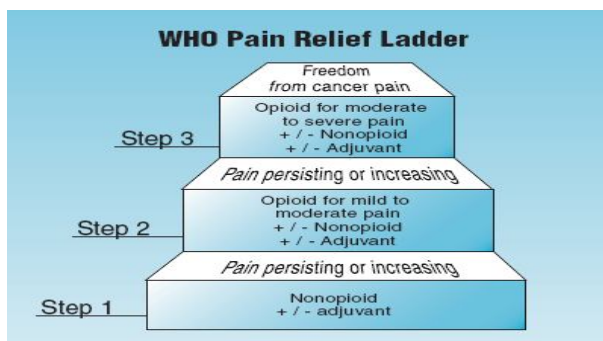 WHO Pain Relief Ladder
Freedom
from cancer pain
Opioid for moderate
to severe pain
+ / - Nonopioid
+ / - Adjuvant
Step 3
Pain persisting or increasing
Opioid for mild to
moderate pain
+ / - Nonopioid
+ / - Adjuvant
Step 2
Pain persisting or increasing
Nonopioid
+ / - adjuvant
Step 1